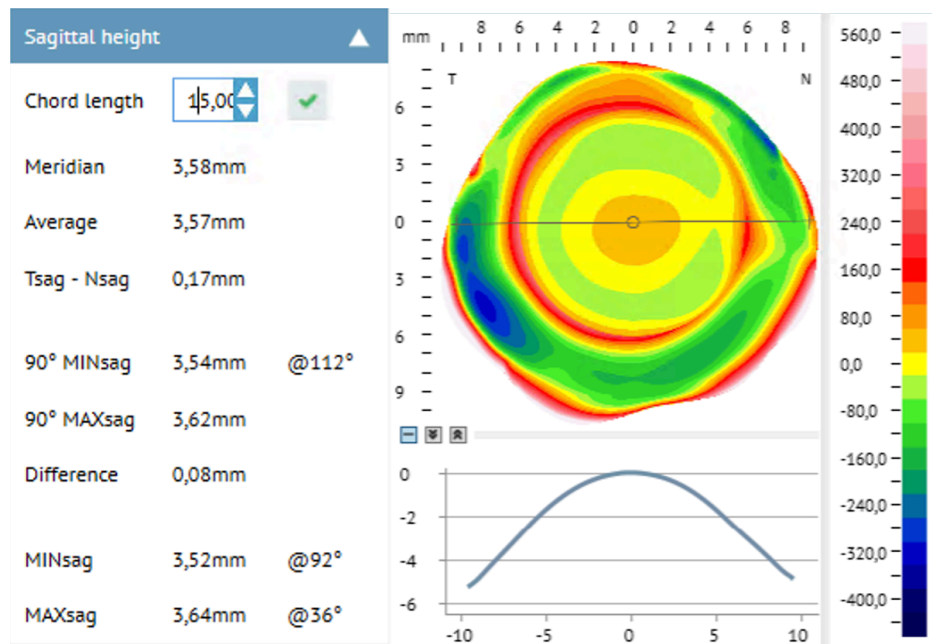 Sagittal height
Chord length 15,00
Meridian 3,58mm
Average 3,57mm
Tsag - Nsag 0,17mm
90° MINsag 3,54mm @112°
90° MAXsag 3,62mm
Difference 0,08mm
MINsag 3,52mm @92°
MAXsag 3,64mm @36°
mm 8 6 4 2 0 2 4 6 8
T N
6
3
0
3
6
9
0
-2
-4
-6
-10 -5 0 5 10
560,0
480,0
400,0
320,0
240,0
160,0
80,0
0,0
-80,0
-160,0
-240,0
-320,0
-400,0